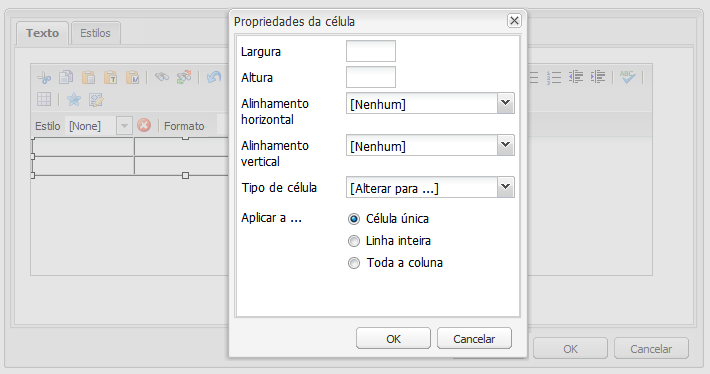 Propriedades da célula
Texto
Estilos
Largura
Altura
Alinhamento
horizontal
[Nenhum]
Estilo [None]
Formato
Alinhamento
vertical
[Nenhum]
Tipo de célula
[Alterar para ...]
Aplicar a ...
Célula única
Linha inteira
Toda a coluna
OK
Cancelar
OK
Cancelar